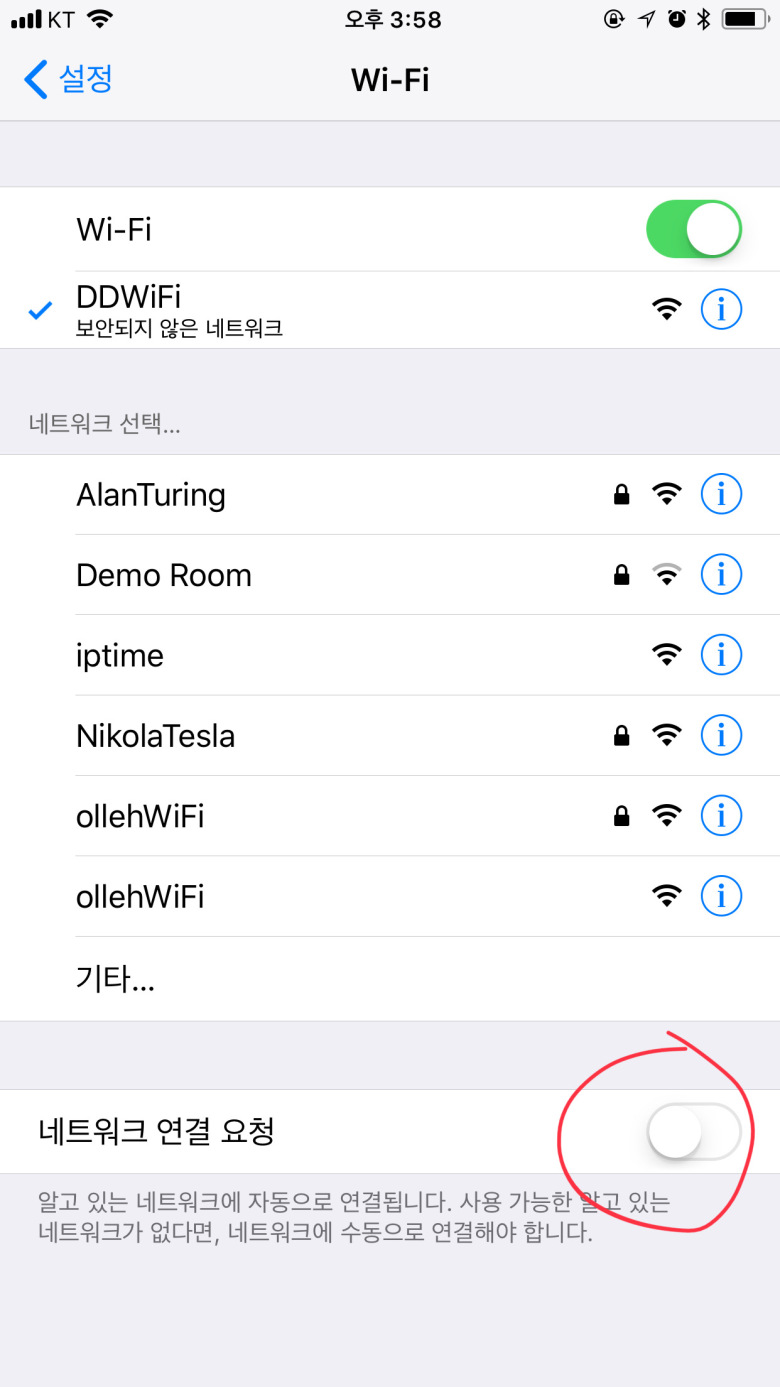 KT 오후 3:58
설정 Wi-Fi
Wi-Fi
DDWiFi
보안되지 않은 네트워크
네트워크 선택...
AlanTuring
Demo Room
iptime
NikolaTesla
ollehWiFi
ollehWiFi
기타...
네트워크 연결 요청
알고 있는 네트워크에 자동으로 연결됩니다. 사용 가능한 알고 있는
네트워크가 없다면, 네트워크에 수동으로 연결해야 합니다.